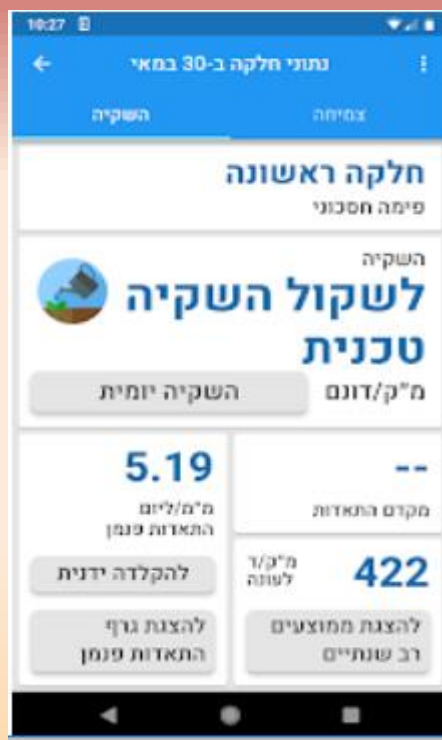 10:27
נתוני חלקה ב-30 במאי
צמיחה
השקיה
חלקה ראשונה
פימה חסכוני
השקיה
לשקול השקיה
טכנית
מ"ק/דונם
השקיה יומית
--
מקדם התאדות
5.19
מ"מ/ליום
התאדות פנמן
להקלדה ידנית
להצגת גרף
התאדות פנמן
422
מ"ק/ד
לעונה
להצגת ממוצעים
רב שנתיים